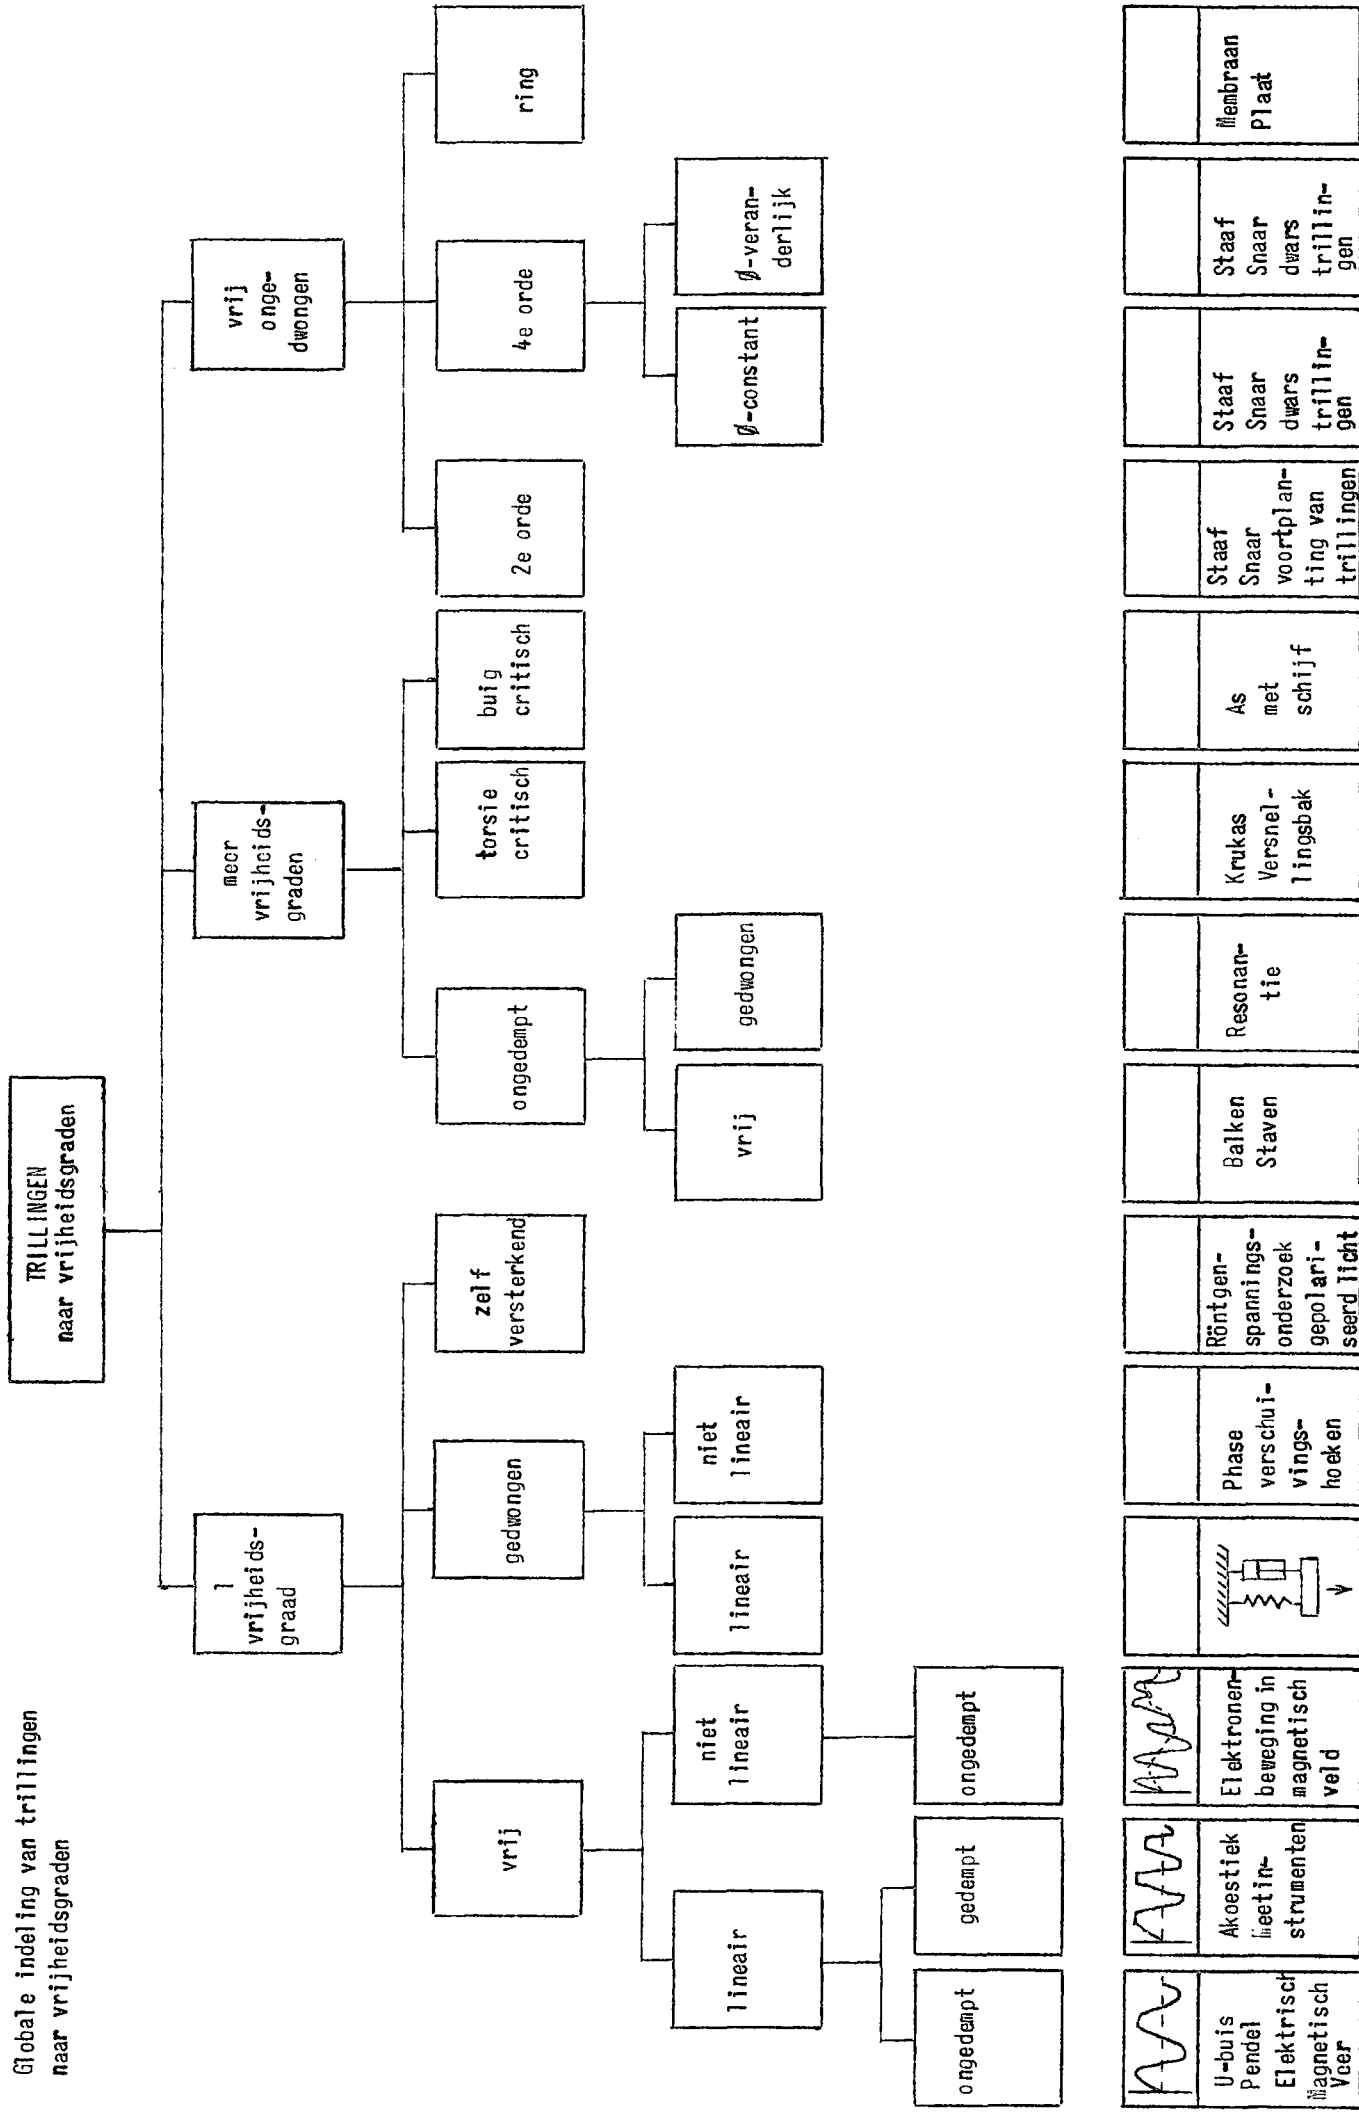 Globale indeling van trillingen
naar vrijheidsgraden
TRILLINGEN
naar vrijheidsgraden
1
vrijheids-
graad
meer
vrijheids-
graden
vrij
onge-
dwongen
vrij
gedwongen
zelf
versterkend
ongedempt
torsie
critisch
buig
critisch
2e orde
4e orde
ring
lineair
niet
lineair
lineair
niet
lineair
vrij
gedwongen
Ø-constant
Ø-veran-
derlijk
ongedempt
gedempt
ongedempt
U-buis
Pendel
Elektrisch
Magnetisch
Veer
Akoestiek
Meetin-
strumenten
Elektronen-
beweging in
magnetisch
veld
Phase
verschui-
vings-
hoeken
Röntgen-
spannings-
onderzoek
gepolari-
seerd licht
Balken
Staven
Resonan-
tie
Krukas
Versnel-
lingsbak
As
met
schijf
Staaf
Snaar
voortplan-
ting van
trillingen
Staaf
Snaar
dwars
trillin-
gen
Staaf
Snaar
dwars
trillin-
gen
Membraan
Plaat